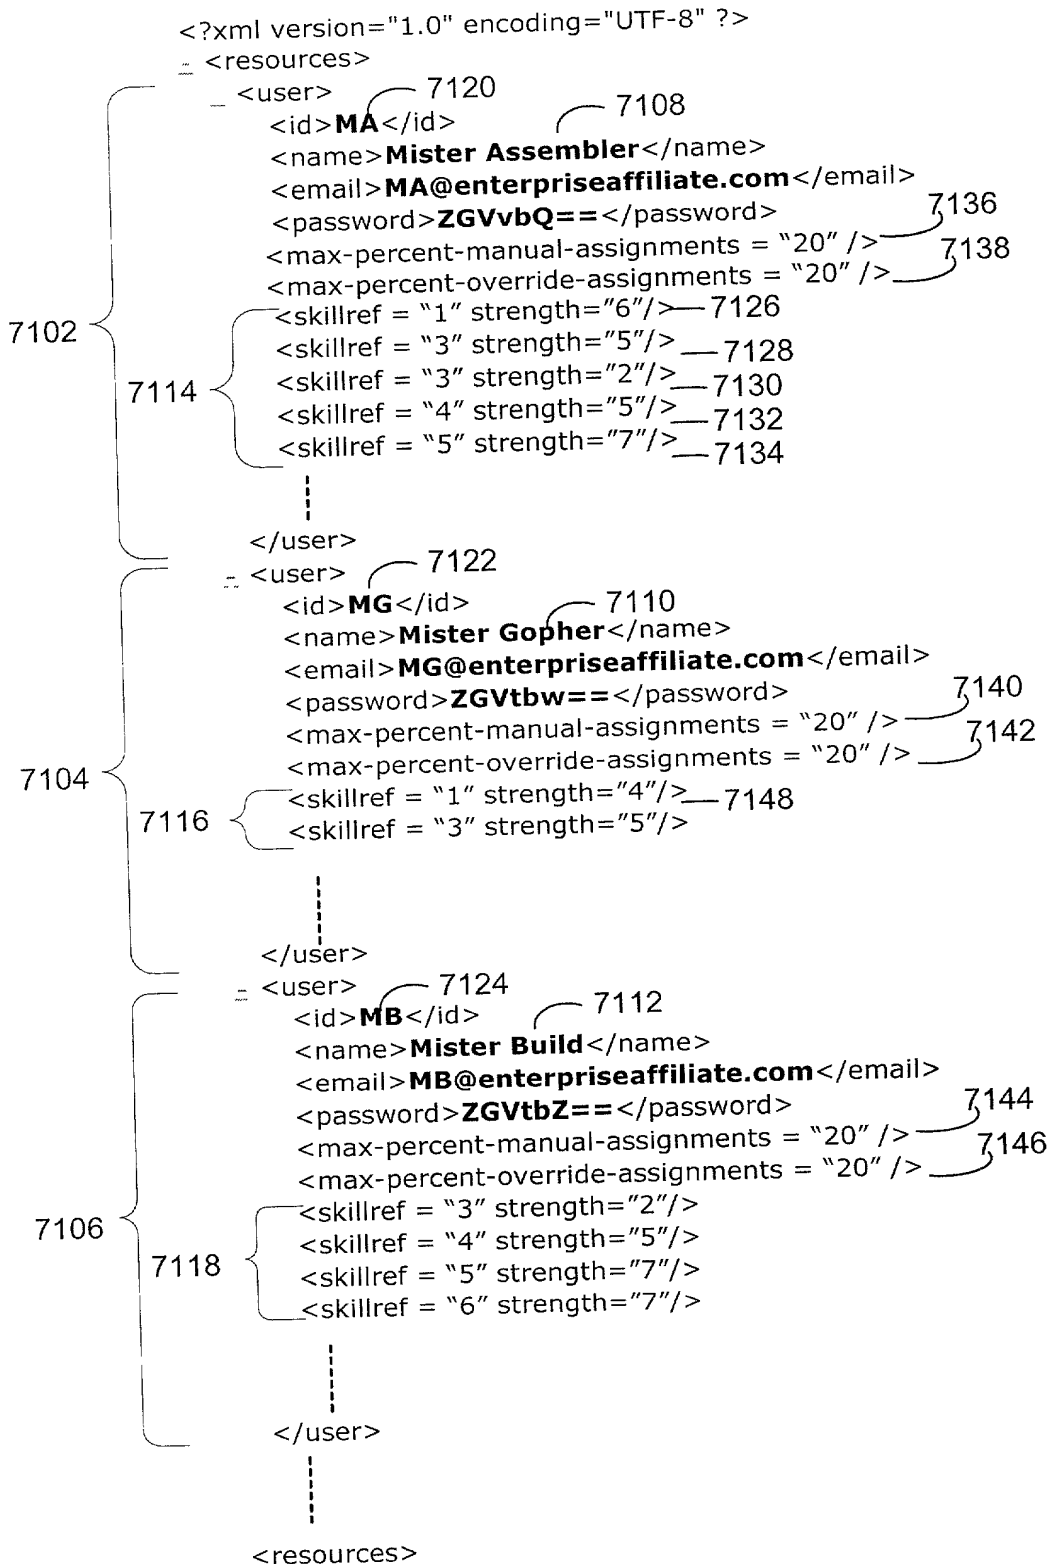 <?xml version="1.0" encoding="UTF-8" ?>
- <resources>
- <user> 7120
<id>MA</id> 7108
<name>Mister Assembler</name>
<email>MA@enterpriseaffiliate.com</email>
<password>ZGVvbQ==</password> 7136
<max-percent-manual-assignments = “20” />
<max-percent-override-assignments = “20” /> 7138
<skillref = “1” strength=”6”/> 7126
7102
<skillref = “3” strength=”5”/> 7128
7114
<skillref = “3” strength=”2”/> 7130
<skillref = “4” strength=”5”/> 7132
<skillref = “5” strength=”7”/> 7134
</user>
- <user> 7122
<id>MG</id> 7110
<name>Mister Gopher</name>
<email>MG@enterpriseaffiliate.com</email>
<password>ZGVtbw==</password> 7140
<max-percent-manual-assignments = “20” />
<max-percent-override-assignments = “20” /> 7142
7104
<skillref = “1” strength=”4”/> 7148
7116
<skillref = “3” strength=”5”/>
</user>
- <user> 7124
<id>MB</id> 7112
<name>Mister Build</name>
<email>MB@enterpriseaffiliate.com</email>
<password>ZGVtbZ==</password> 7144
<max-percent-manual-assignments = “20” />
<max-percent-override-assignments = “20” /> 7146
<skillref = “3” strength=”2”/>
7106
<skillref = “4” strength=”5”/>
7118
<skillref = “5” strength=”7”/>
<skillref = “6” strength=”7”/>
</user>
<resources>